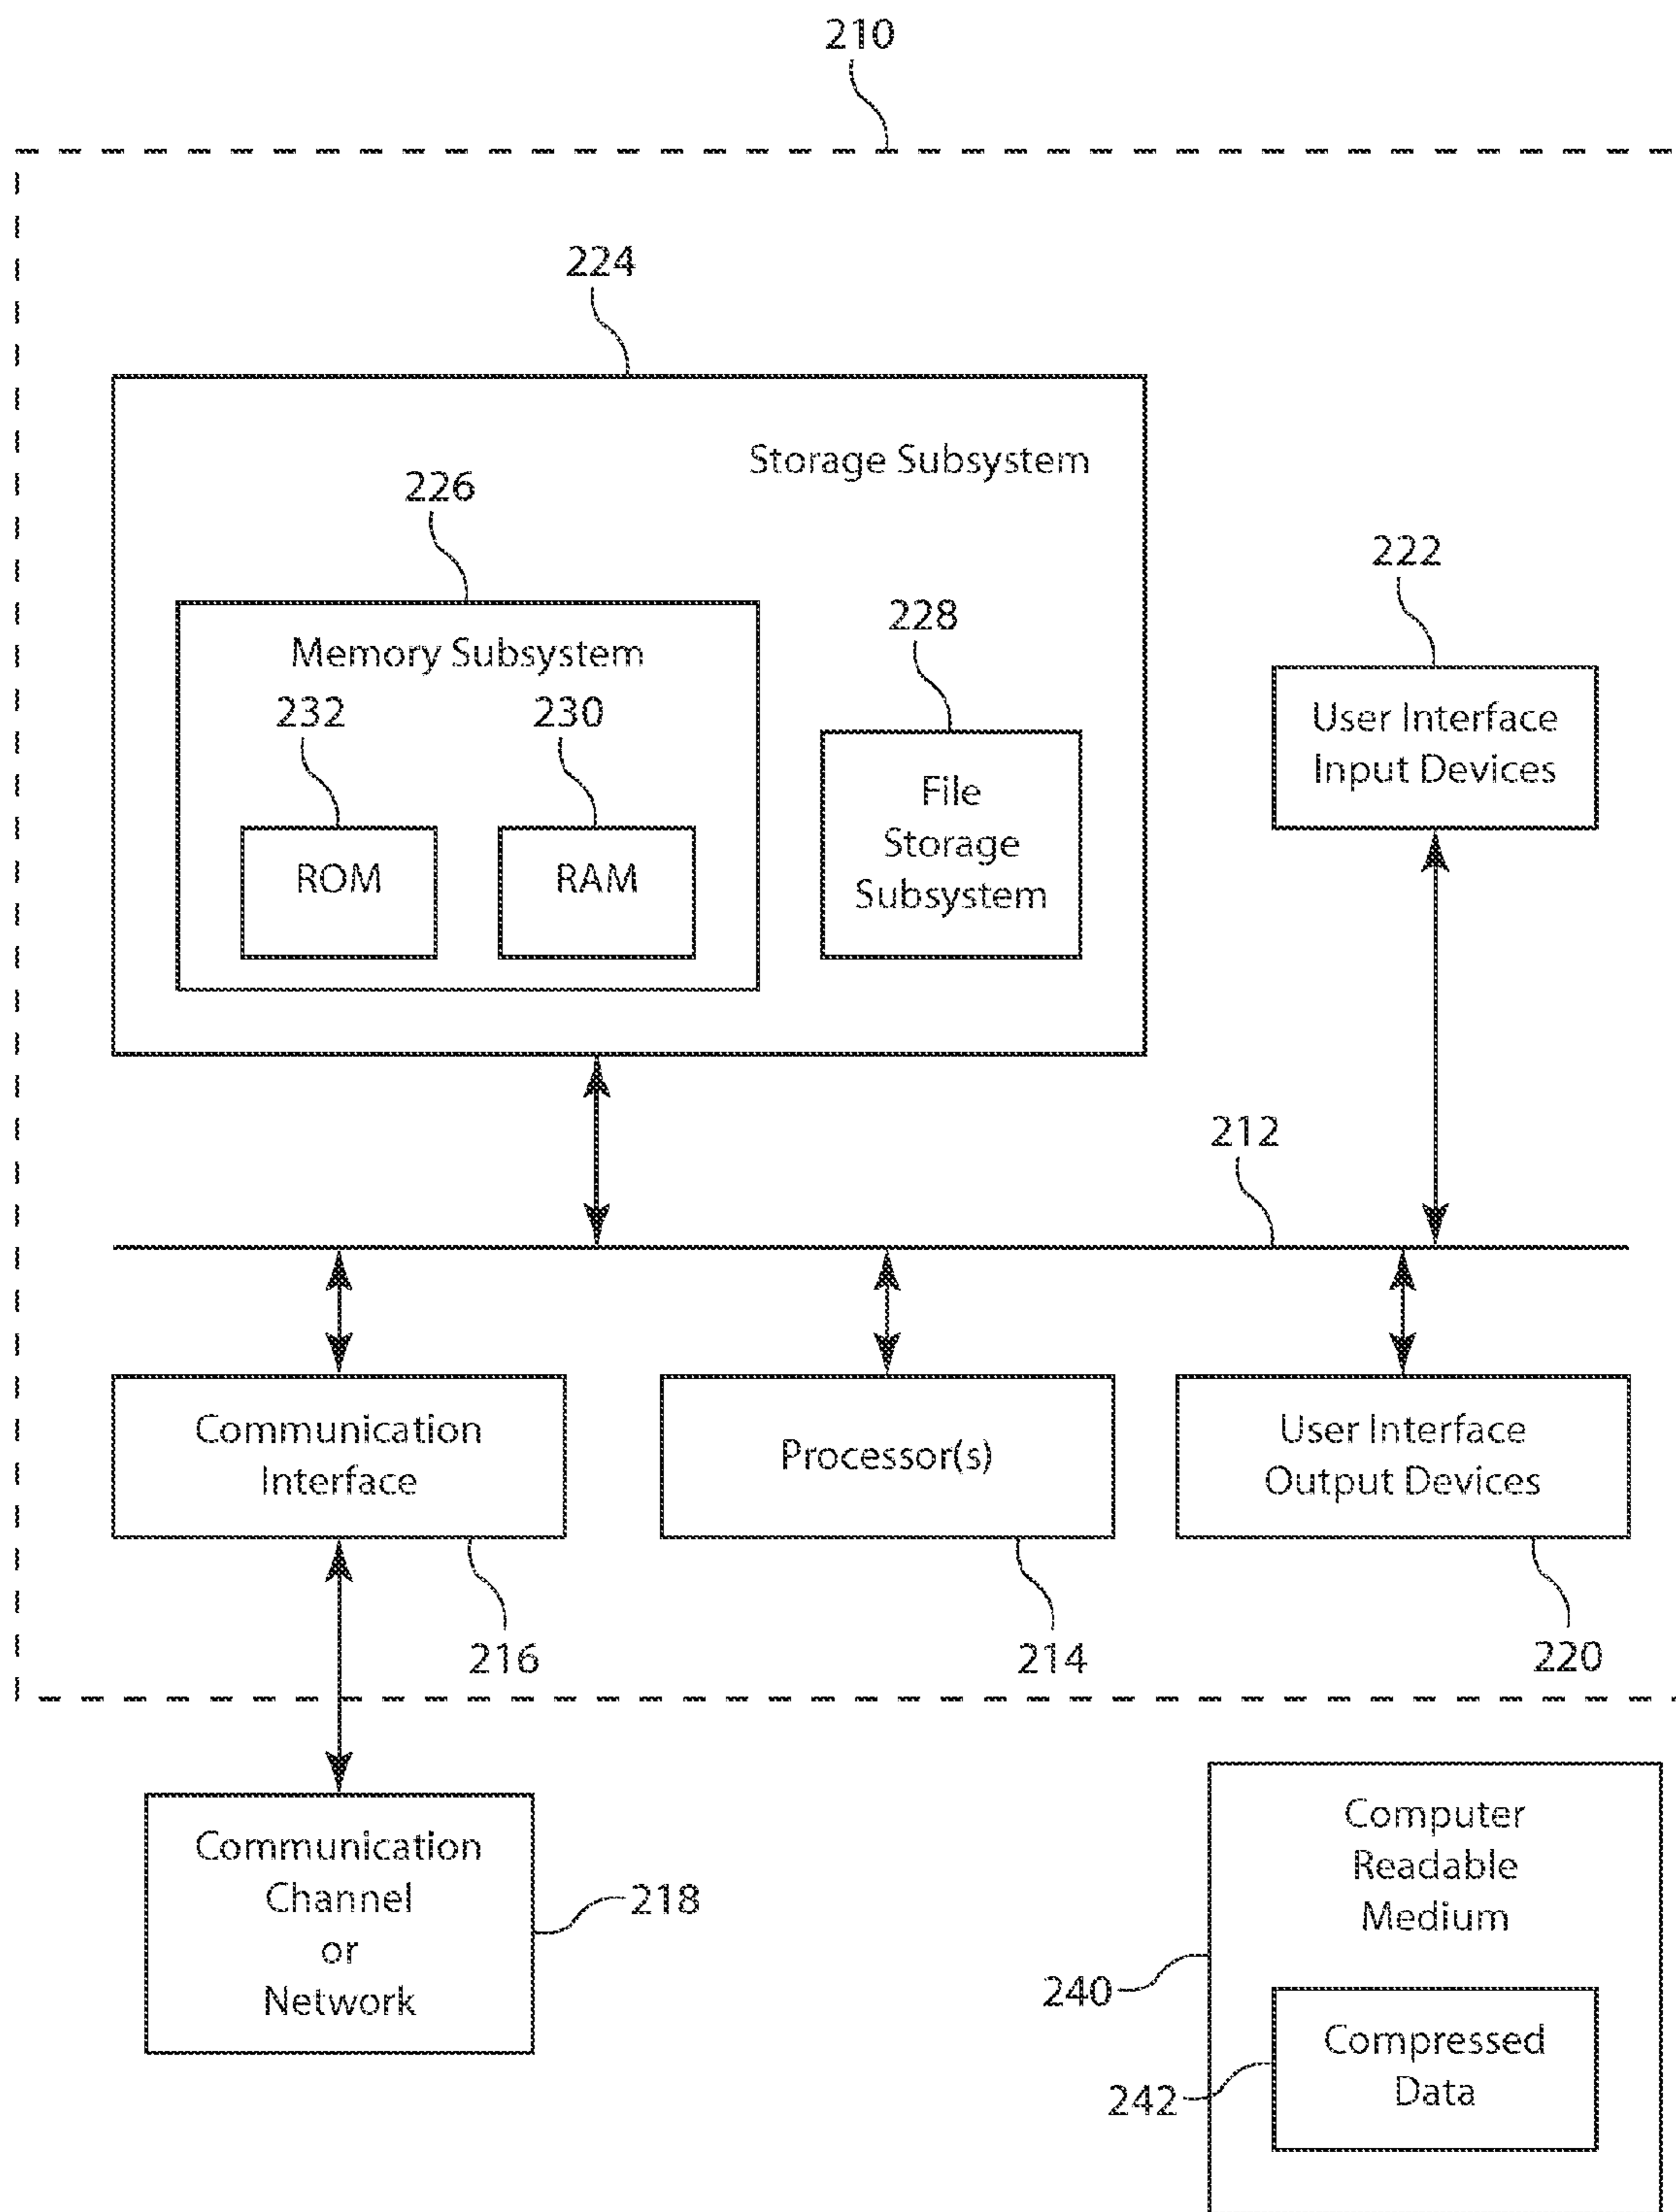 210
224
Storage Subsystem
226
222
228
Memory Subsystem
232
230
User Interface
Input Devices
File
Storage
Subsystem
ROM
RAM
212
Communication
Interface
Processor(s)
User Interface
Output Devices
216
214
220
Communication
Channel
or
Network
218
Computer
Readable
Medium
240
Compressed
Data
242